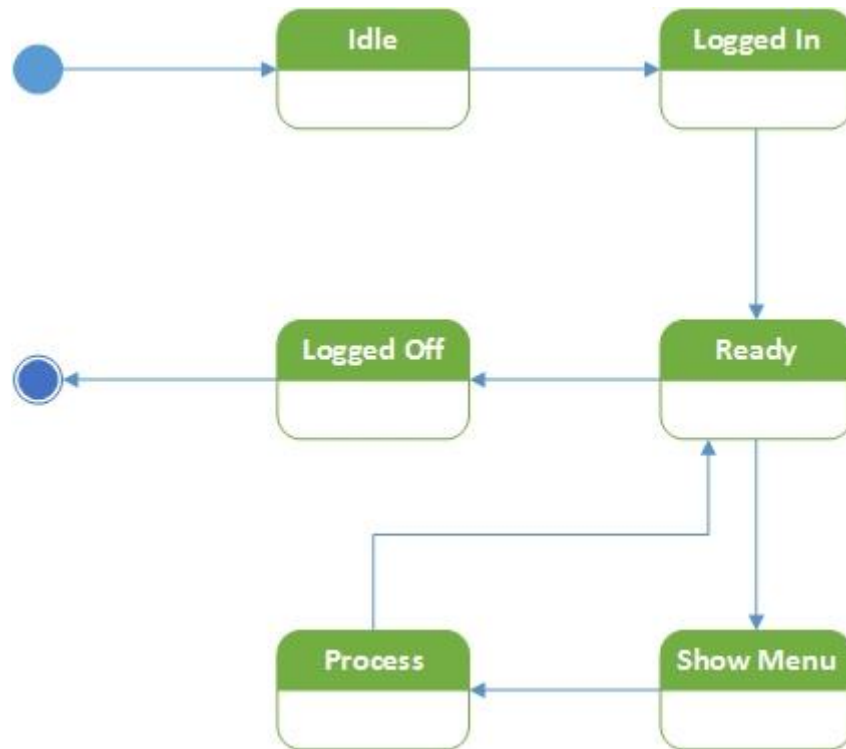 Idle
Logged In
Logged Off
Ready
Process
Show Menu